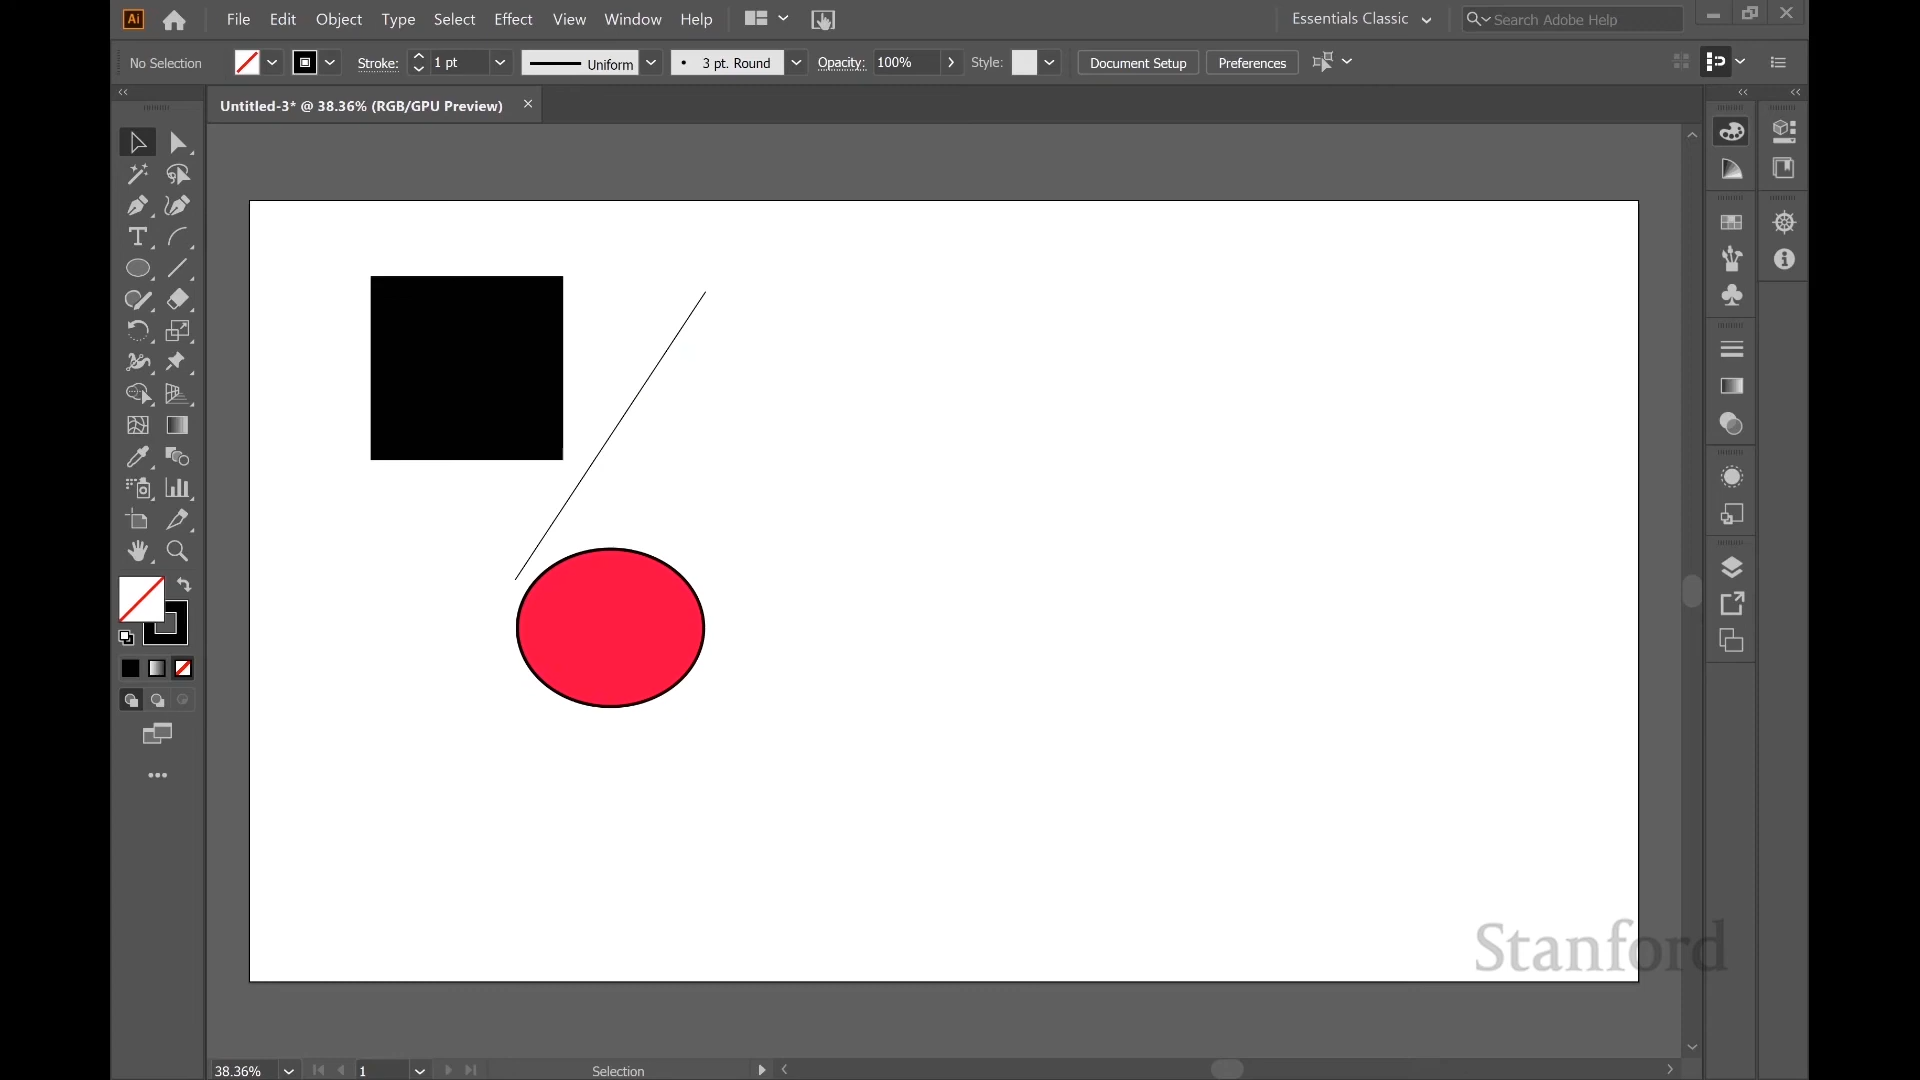 Ai File Edit Object Type Select Effect View Window Help Essentials Classic Search Adobe Help
No Selection Stroke: 1 pt Uniform 3 pt. Round Opacity: 100% Style: Document Setup Preferences
Untitled-3* @ 38.36% (RGB/GPU Preview)
Stanford
38.36% 1 Selection